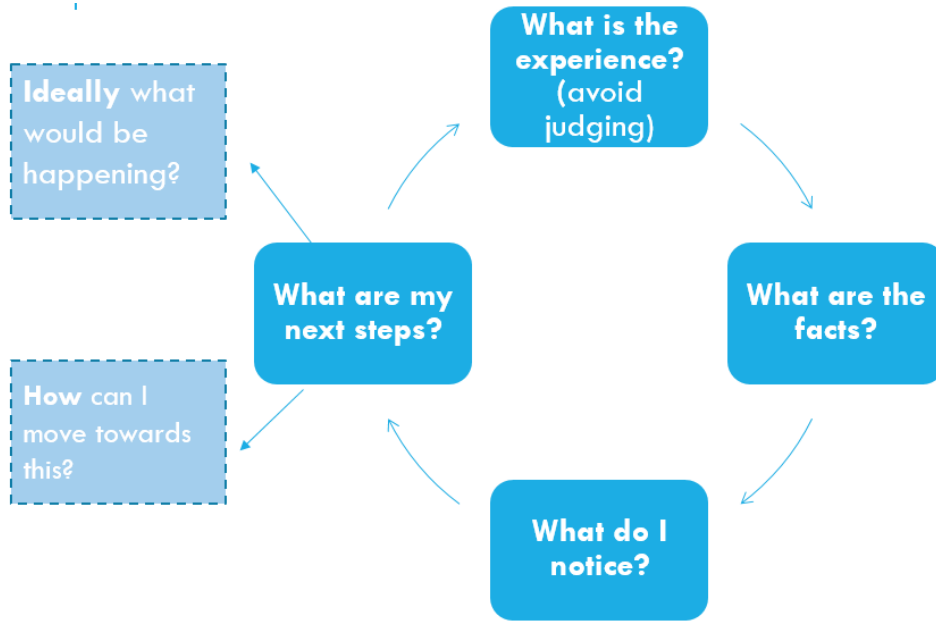 What is the
experience?
(avoid
judging)
Ideally what
would be
happening?
What are my
next steps?
What are the
facts?
How can I
move towards
this?
What do I
notice?